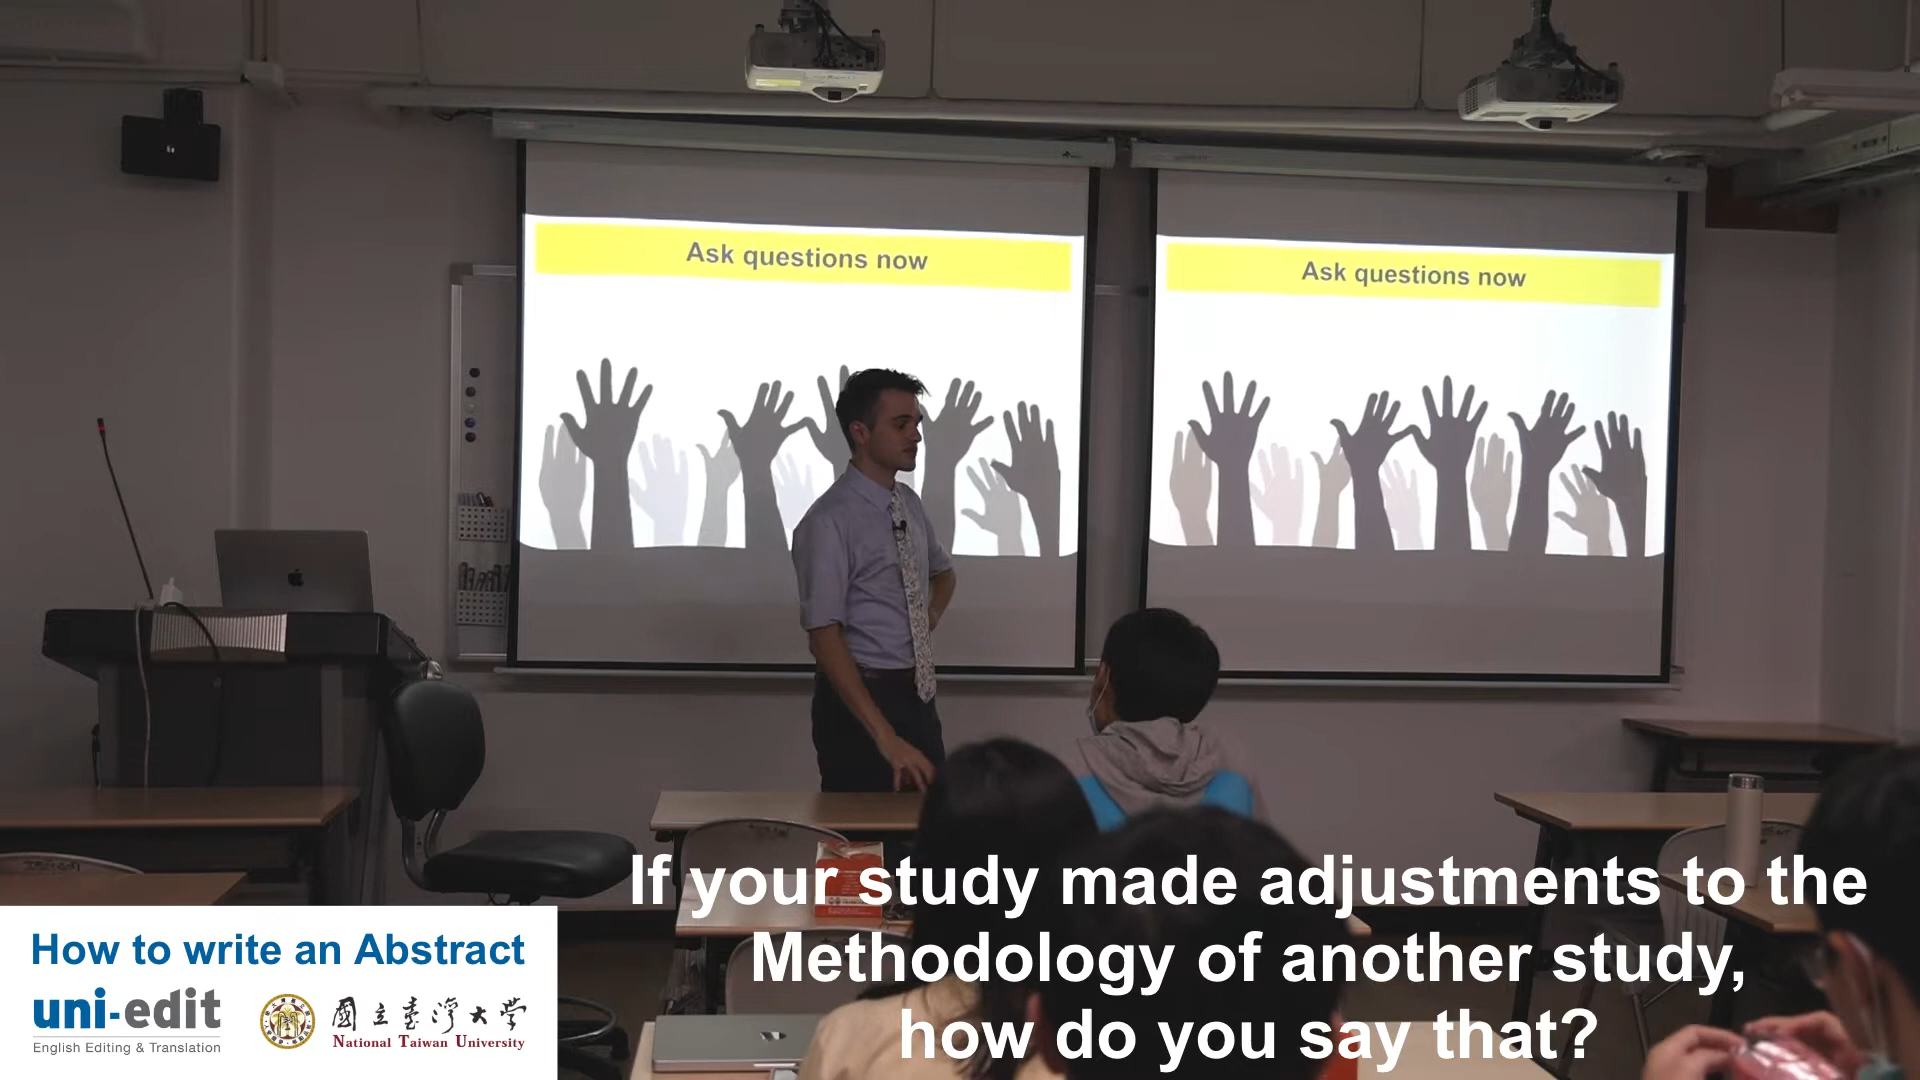 Ask questions now
Ask questions now
If your study made adjustments to the
Methodology of another study,
how do you say that?
How to write an Abstract
uni-edit
English Editing & Translation
國立臺灣大學
National Taiwan University